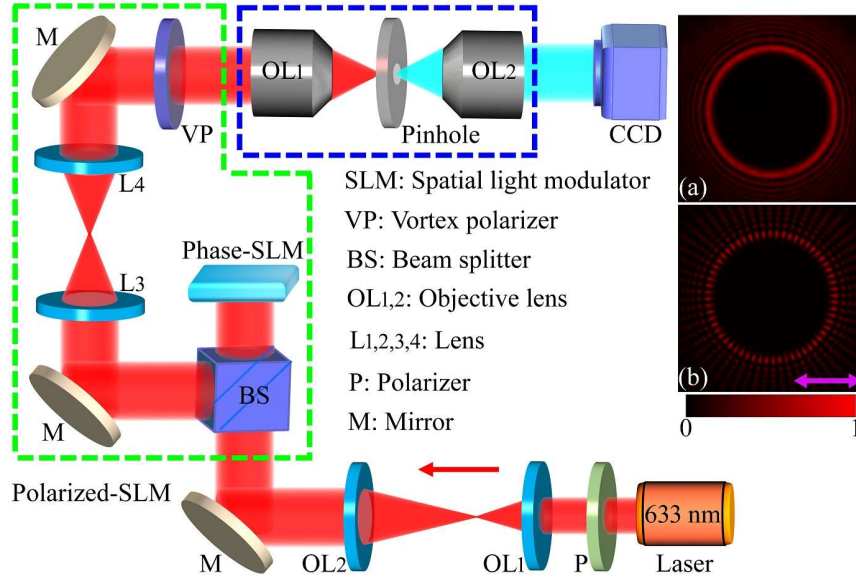 M
OL1
OL2
VP
Pinhole
CCD
(a)
L4
SLM: Spatial light modulator
VP: Vortex polarizer
Phase-SLM
BS: Beam splitter
L3
OL1,2: Objective lens
L1,2,3,4: Lens
BS
P: Polarizer
(b)
M
M: Mirror
0
1
Polarized-SLM
633 nm
M
OL2
OL1
P
Laser